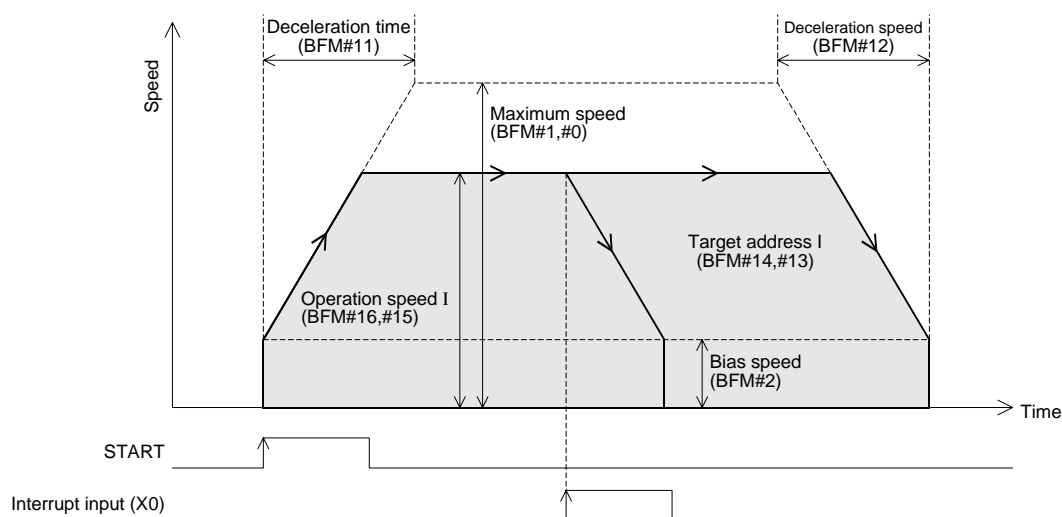 Deceleration time
(BFM#11)
Deceleration speed
(BFM#12)
Speed
Maximum speed
(BFM#1,#0)
Target address I
(BFM#14,#13)
Operation speed I
(BFM#16,#15)
Bias speed
(BFM#2)
Time
START
Interrupt input (X0)